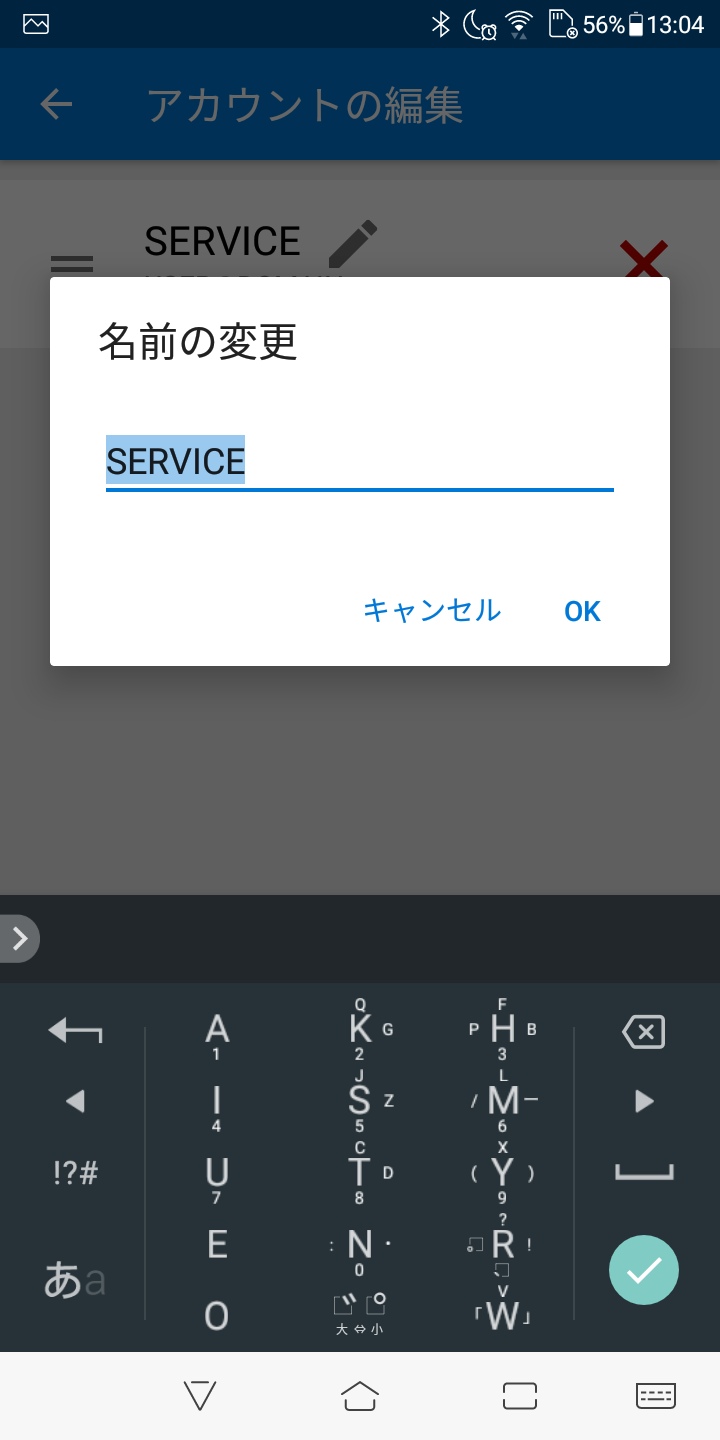 56% 13:04
アカウントの編集
SERVICE
名前の変更
SERVICE
キャンセル OK
Q F
A K G P H B
1 2 3
J L
I S Z / M ー
4 5 6
C X
U T D ( Y )
7 8 9
?
E : N ・ 。 R !
0 、
V
O ゛ ゜ 「 W 」
大 ⇔ 小
!?#
あa